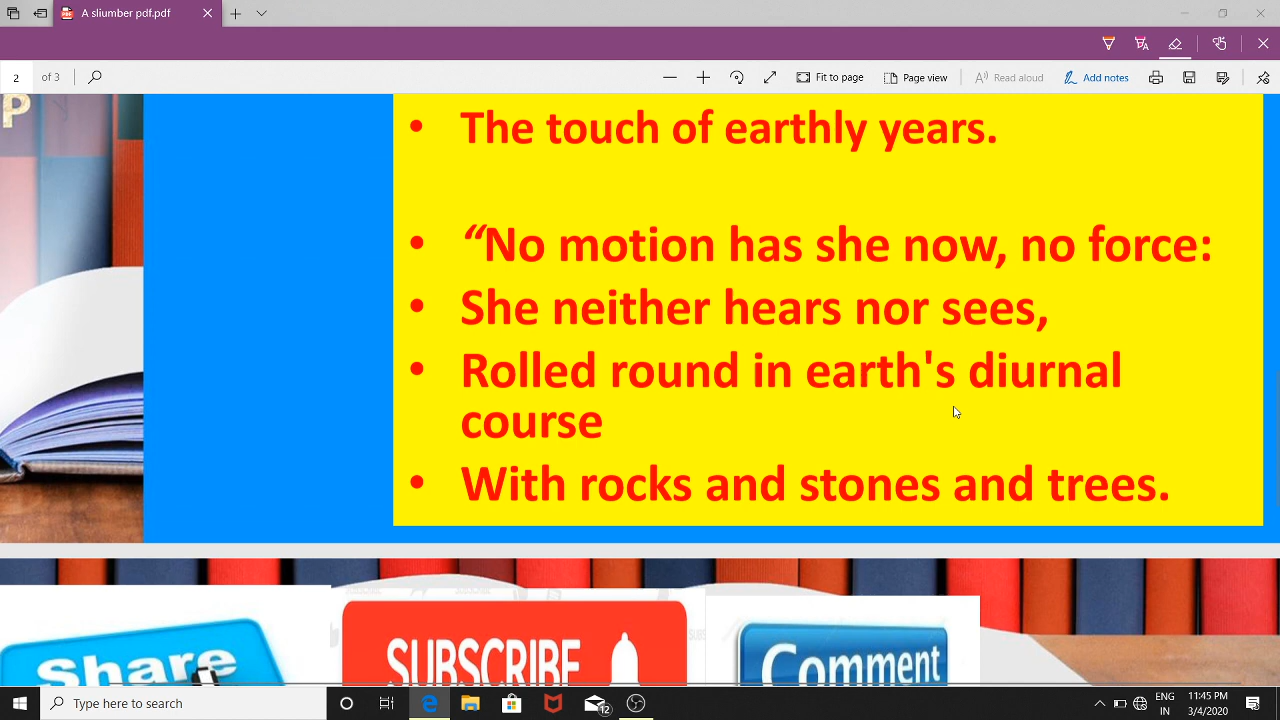 A sliumber pdf.pdf
2 of 3 Fit to page Page view Read aloud Add notes
P
• The touch of earthly years.
• “No motion has she now, no force:
• She neither hears nor sees,
• Rolled round in earth's diurnal
course
• With rocks and stones and trees.
Share SUBSCRIBE Comment
Type here to search
12
ENG 11:45 PM
IN 3/4/2020